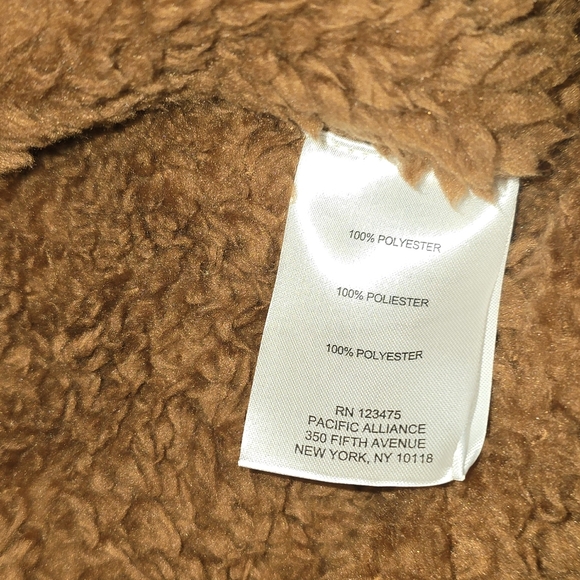 100% POLYESTER
100% POLIESTER
100% POLYESTER
RN 123475
PACIFIC ALLIANCE
350 FIFTH AVENUE
NEW YORK, NY 10118